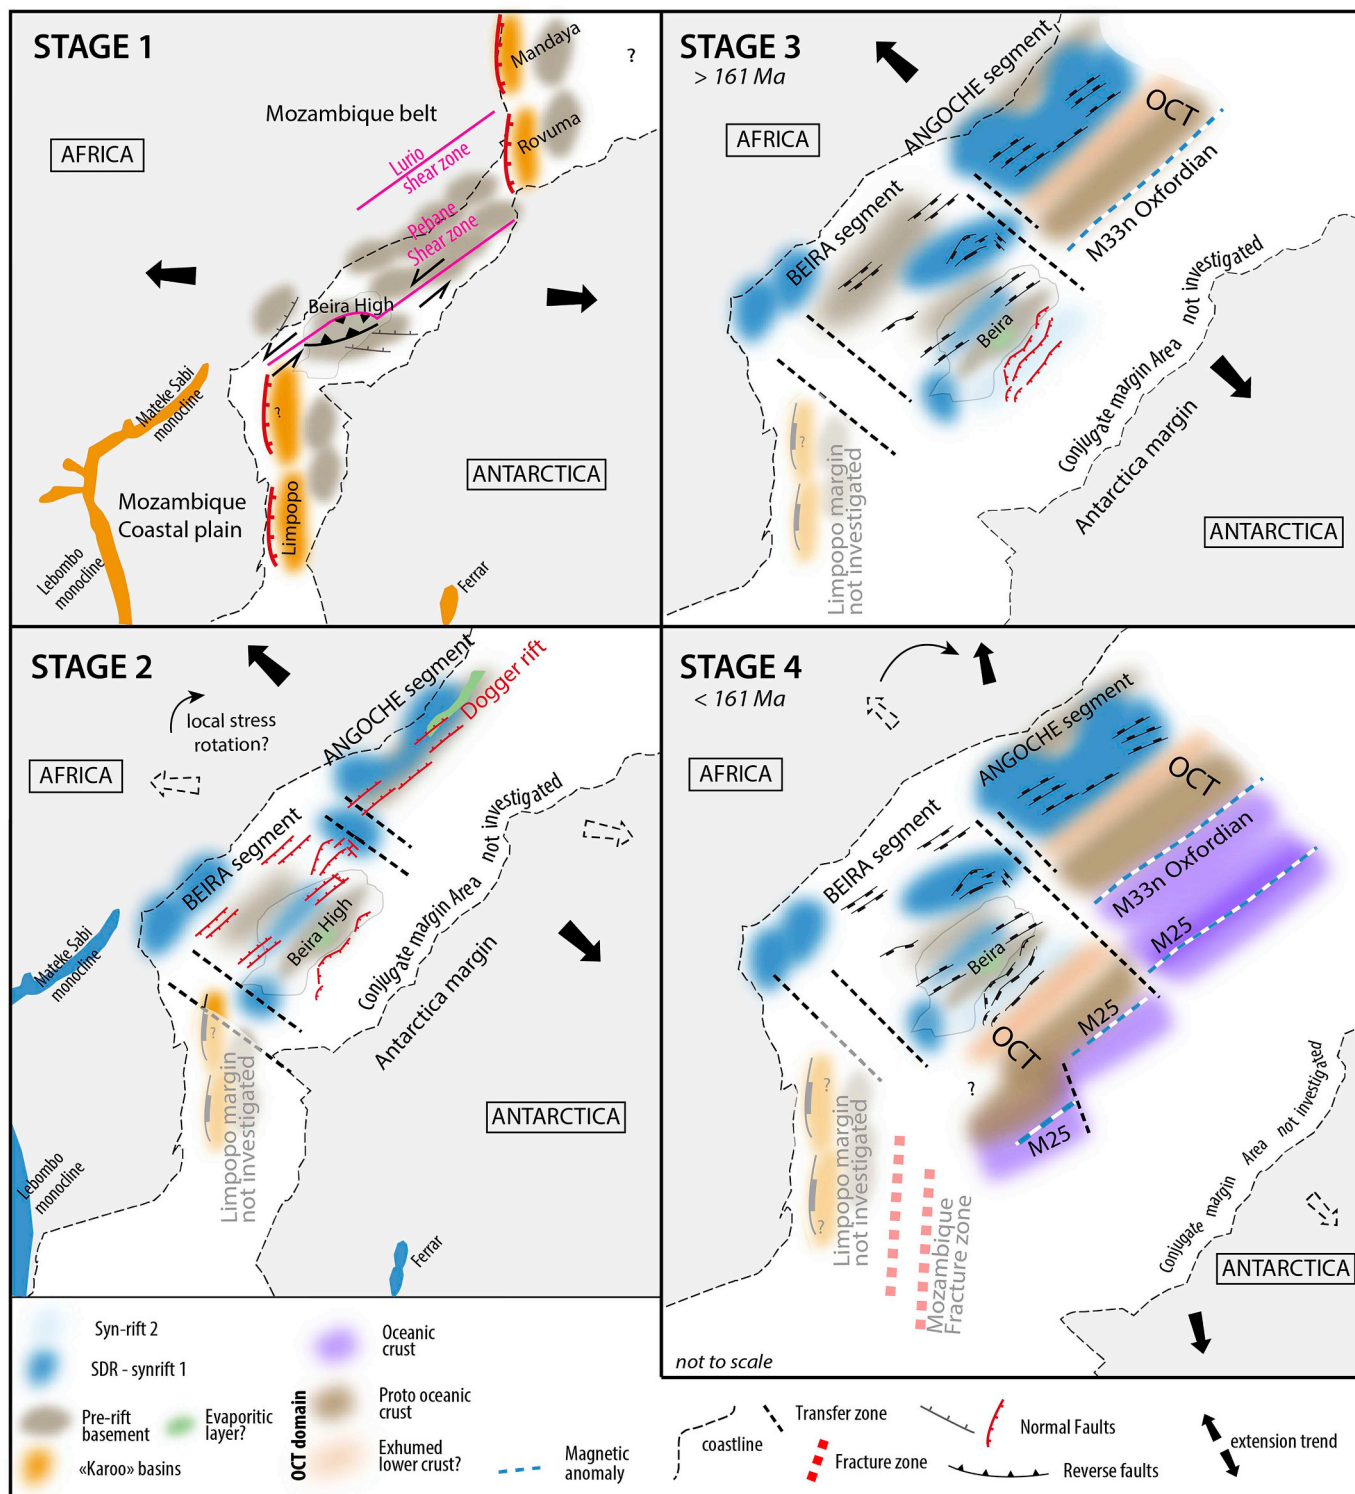 STAGE 1
AFRICA
Mozambique belt
Mandaya
?
Rovuma
Lurio
shear zone
Pebane
Shear zone
Beira High
Mateke Sabi
monocline
?
Mozambique
Coastal plain
Limpopo
ANTARCTICA
Lebombo
monocline
Ferrar
STAGE 3
> 161 Ma
AFRICA
ANGOCHE segment
OCT
M33n Oxfordian
BEIRA segment
Beira
Conjugate margin Area
not investigated
Antarctica margin
?
Limpopo margin
not investigated
ANTARCTICA
STAGE 2
local stress
rotation?
AFRICA
ANGOCHE segment
Dogger rift
BEIRA segment
Beira High
Conjugate margin Area
not investigated
Antarctica margin
Mateke Sabi
monocline
?
Limpopo margin
not investigated
ANTARCTICA
Lebombo
monocline
Ferrar
STAGE 4
< 161 Ma
AFRICA
ANGOCHE segment
OCT
M33n Oxfordian
M25
BEIRA segment
Beira
OCT
M25
?
M25
?
?
Limpopo margin
not investigated
Mozambique
Fracture zone
Conjugate margin Area not investigated
ANTARCTICA
not to scale
Syn-rift 2
SDR - synrift 1
Pre-rift
basement
Evaporitic
layer?
«Karoo» basins
OCT domain
Oceanic
crust
Proto oceanic
crust
Exhumed
lower crust?
Magnetic
anomaly
coastline
Transfer zone
Fracture zone
Normal Faults
Reverse faults
extension trend